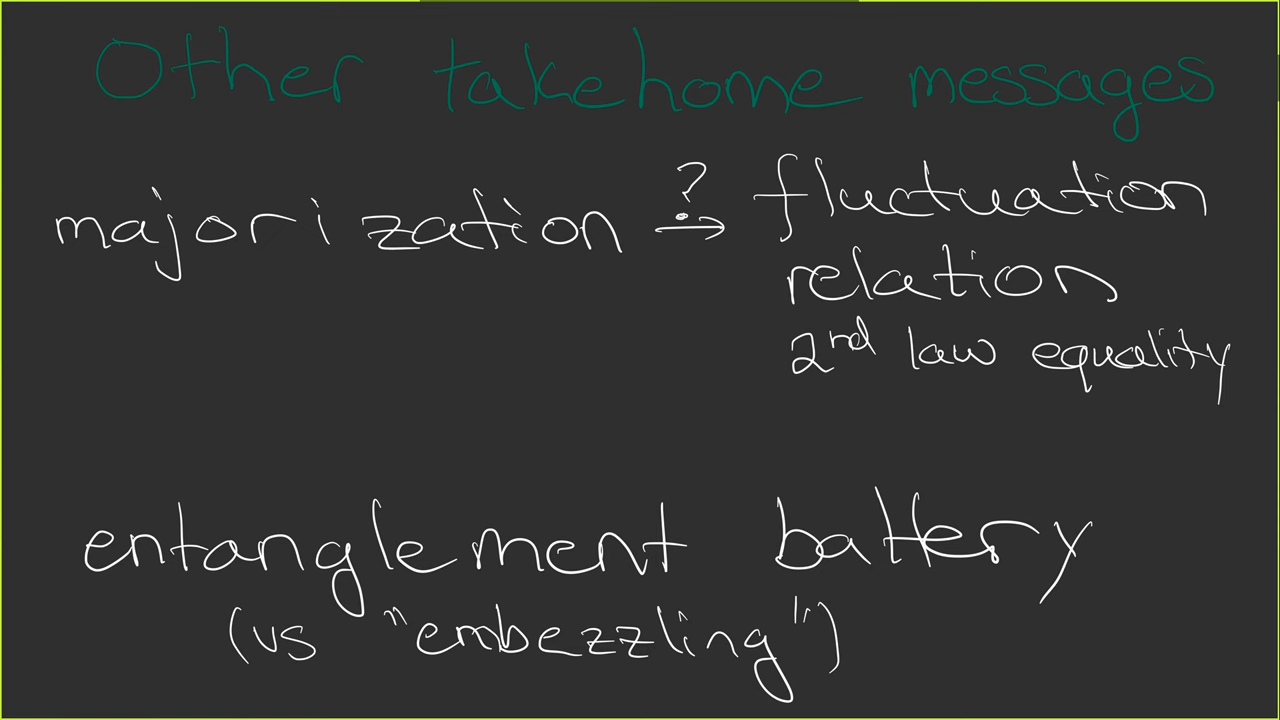 Other takehome messages
majorization ?→ fluctuation
relation
2nd law equality
entanglement battery
(vs "embezzling")